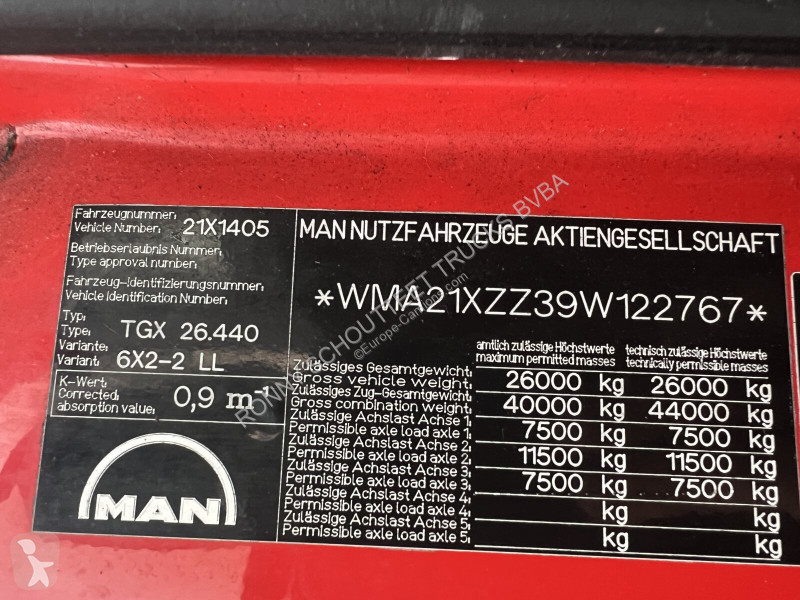 Fahrzeugnummer:
Vehicle Number: 21X1405
Betriebserlaubnis Nummer:
Type approval number:
Fahrzeug-Identifizierungsnummer:
Vehicle Identification Number:
Typ:
Type: TGX 26.440
Variante:
Variant: 6X2-2 LL
K-Wert:
Corrected absorption value: 0,9 m⁻¹
MAN
MAN NUTZFAHRZEUGE AKTIENGESELLSCHAFT
*WMA21XZZ39W122767*
amtlich zulässige Höchstwerte technisch zulässige Höchstwerte
maximum permitted masses technically permissible masses
Zulässiges Gesamtgewicht:
Gross vehicle weight: 26000 kg 26000 kg
Zulässiges Zug-Gesamtgewicht:
Gross combination weight: 40000 kg 44000 kg
Zulässige Achslast Achse 1:
Permissible axle load axle 1: 7500 kg 7500 kg
Zulässige Achslast Achse 2:
Permissible axle load axle 2: 11500 kg 11500 kg
Zulässige Achslast Achse 3:
Permissible axle load axle 3: 7500 kg 7500 kg
Zulässige Achslast Achse 4:
Permissible axle load axle 4: kg kg
Zulässige Achslast Achse 5:
Permissible axle load axle 5: kg kg
RONNY SCHOUTTEET TRUCKS BVBA
©Europe-Camions.com